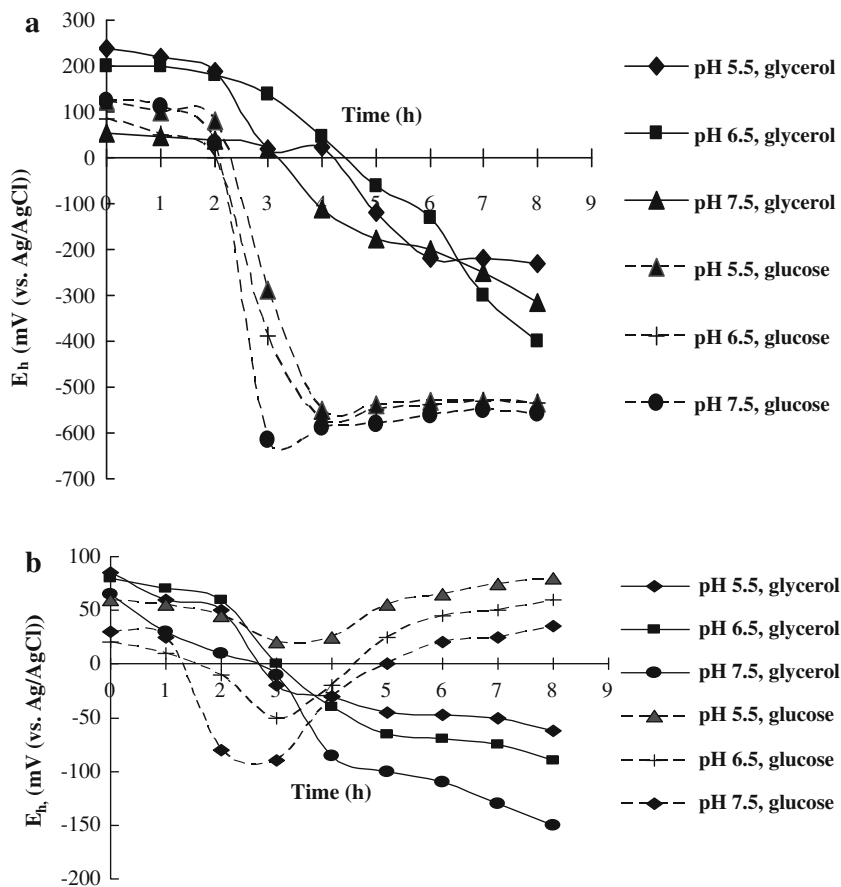 a
300
200
100
0
-100
-200
-300
-400
-500
-600
-700
0 1 2 3 4 5 6 7 8 9
Time (h)
E_h (mV (vs. Ag/AgCl))
pH 5.5, glycerol
pH 6.5, glycerol
pH 7.5, glycerol
pH 5.5, glucose
pH 6.5, glucose
pH 7.5, glucose
b
100
50
0
-50
-100
-150
-200
0 1 2 3 4 5 6 7 8 9
Time (h)
E_h, (mV (vs. Ag/AgCl))
pH 5.5, glycerol
pH 6.5, glycerol
pH 7.5, glycerol
pH 5.5, glucose
pH 6.5, glucose
pH 7.5, glucose